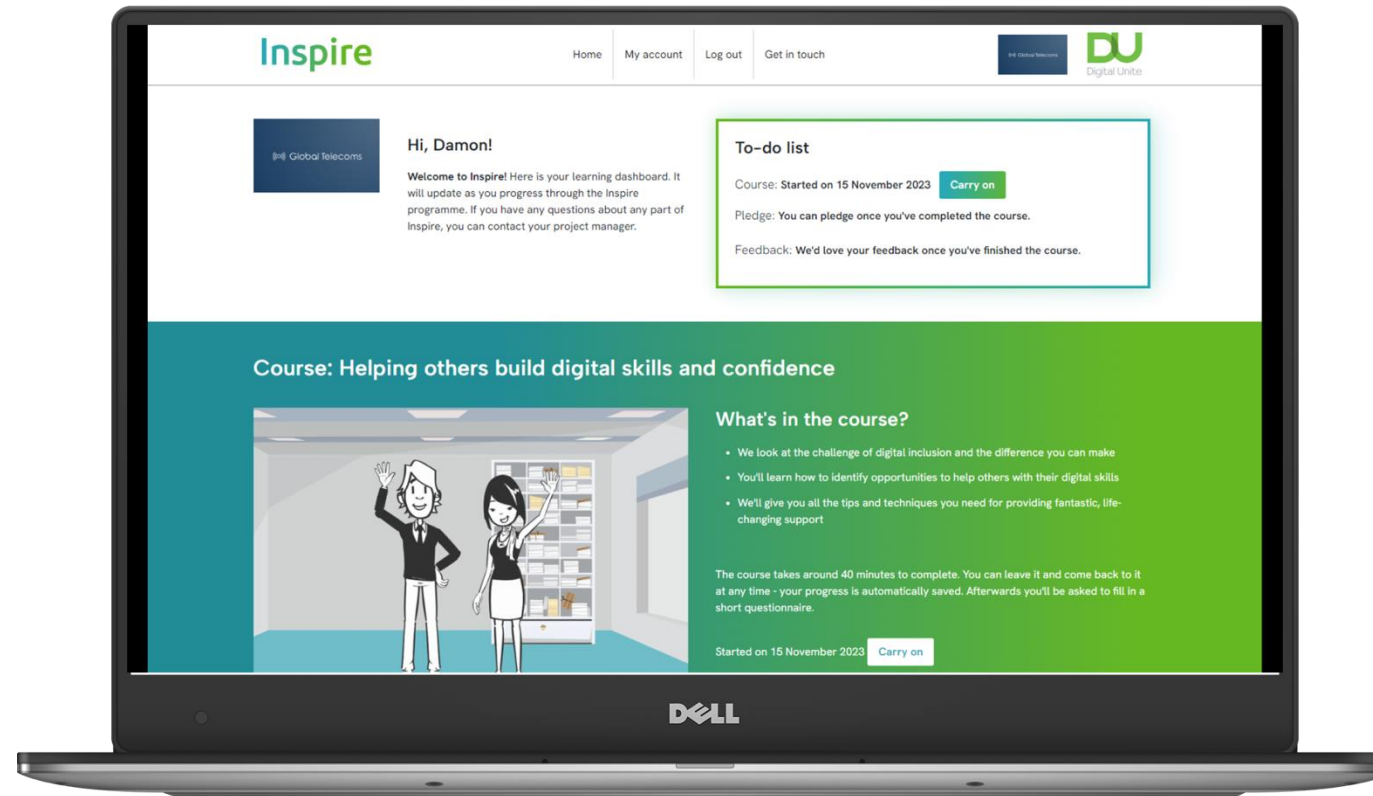 Inspire
Home
My account
Log out
Get in touch
Global Telecoms
DU
Digital Unite
Global Telecoms
Hi, Damon!
Welcome to Inspire! Here is your learning dashboard. It
will update as you progress through the Inspire
programme. If you have any questions about any part of
Inspire, you can contact your project manager.
To-do list
Course: Started on 15 November 2023 Carry on
Pledge: You can pledge once you've completed the course.
Feedback: We'd love your feedback once you've finished the course.
Course: Helping others build digital skills and confidence
What's in the course?
• We look at the challenge of digital inclusion and the difference you can make
• You'll learn how to identify opportunities to help others with their digital skills
• We'll give you all the tips and techniques you need for providing fantastic, life-
changing support
The course takes around 40 minutes to complete. You can leave it and come back to it
at any time - your progress is automatically saved. Afterwards you'll be asked to fill in a
short questionnaire.
Started on 15 November 2023 Carry on
DELL